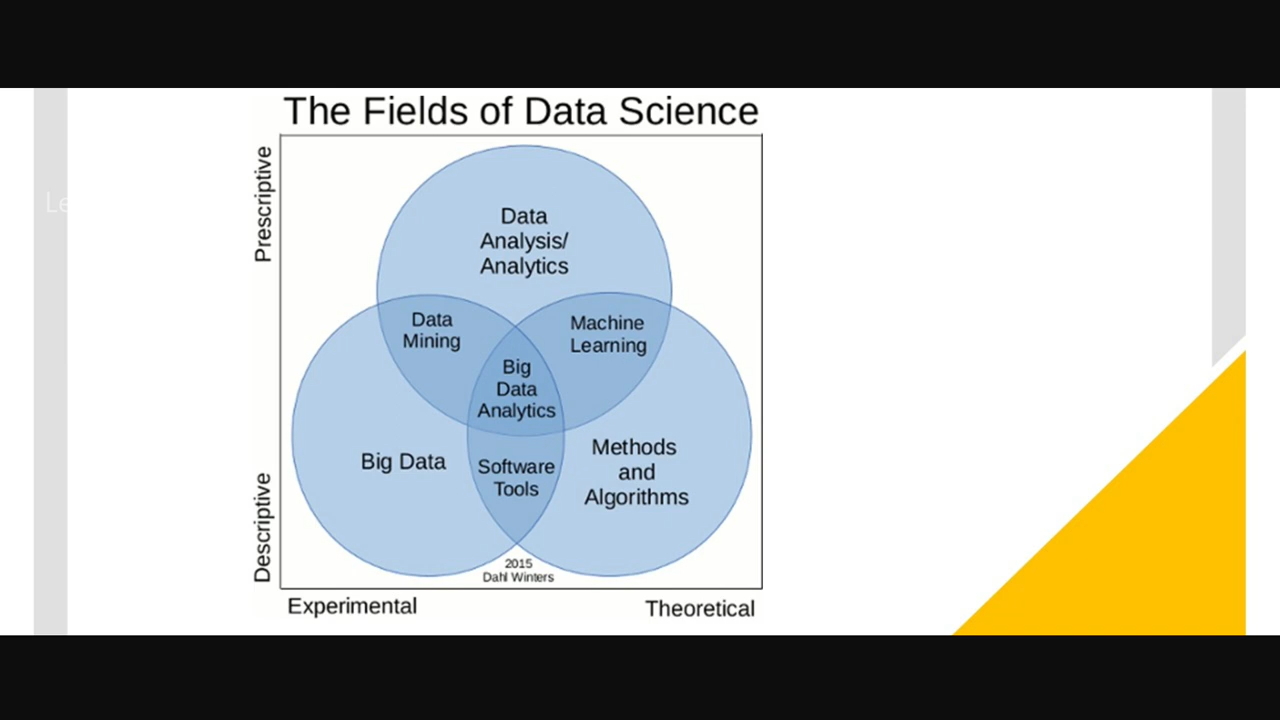 The Fields of Data Science
Prescriptive
Data
Analysis/
Analytics
Le
Data
Mining
Machine
Learning
Big
Data
Analytics
Big Data
Methods
and
Algorithms
Software
Tools
Descriptive
2015
Dahl Winters
Experimental
Theoretical